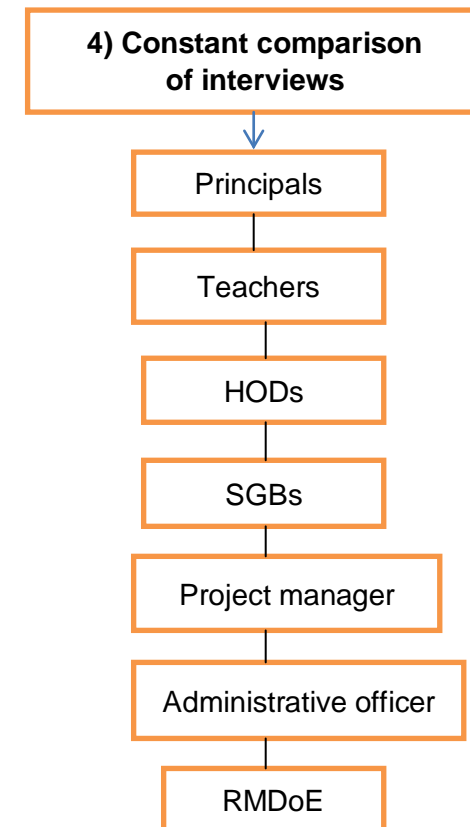 4) Constant comparison
of interviews
Principals
Teachers
HODs
SGBs
Project manager
Administrative officer
RMDoE